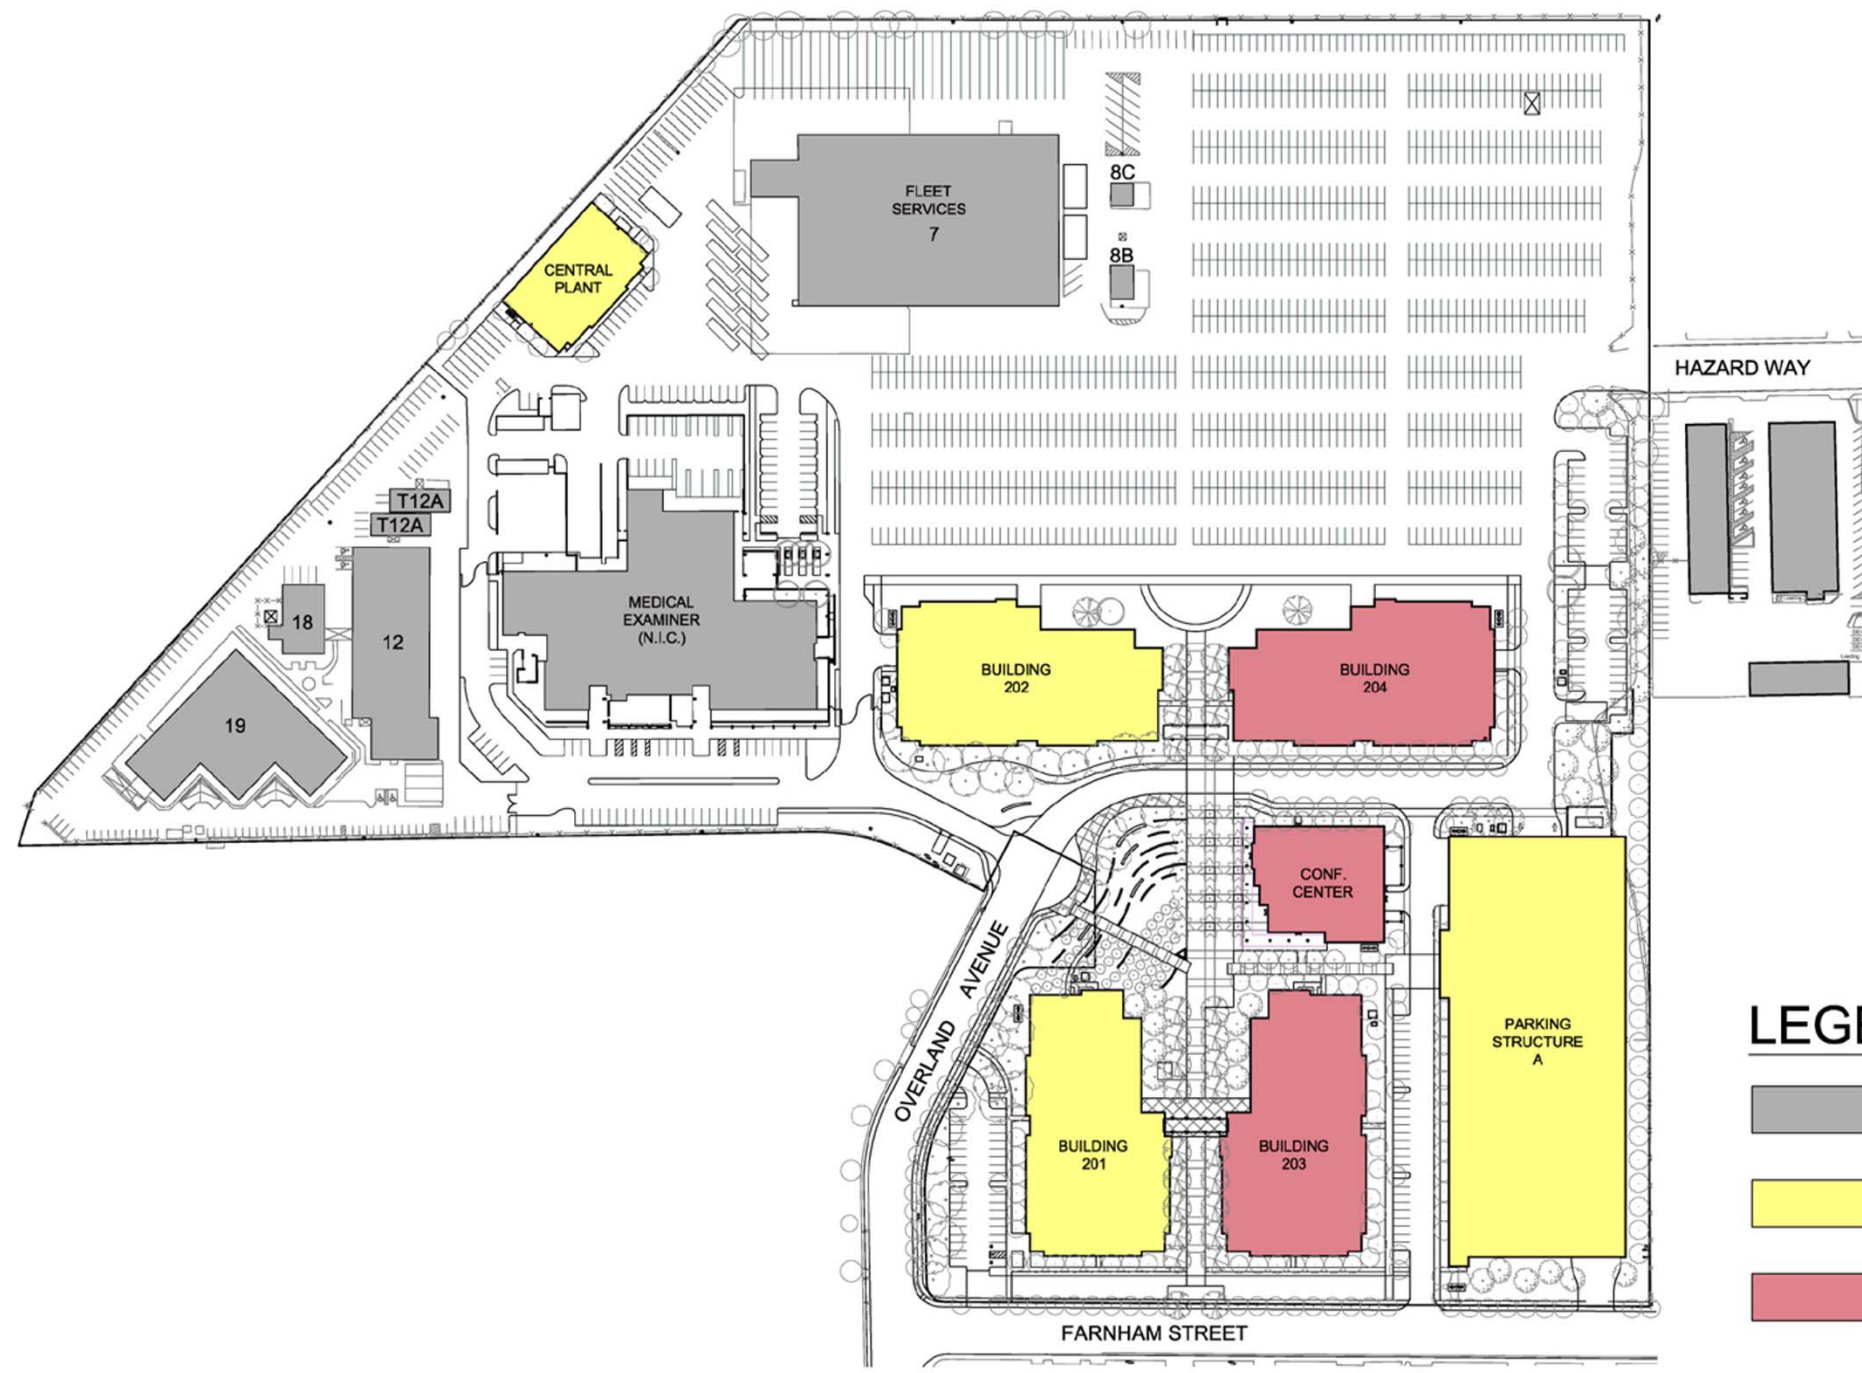 8C
FLEET
SERVICES
7
8B
CENTRAL
PLANT
HAZARD WAY
T12A
T12A
18
12
MEDICAL
EXAMINER
(N.I.C.)
BUILDING
202
BUILDING
204
19
CONF.
CENTER
OVERLAND AVENUE
PARKING
STRUCTURE
A
LEG
BUILDING
201
BUILDING
203
FARNHAM STREET